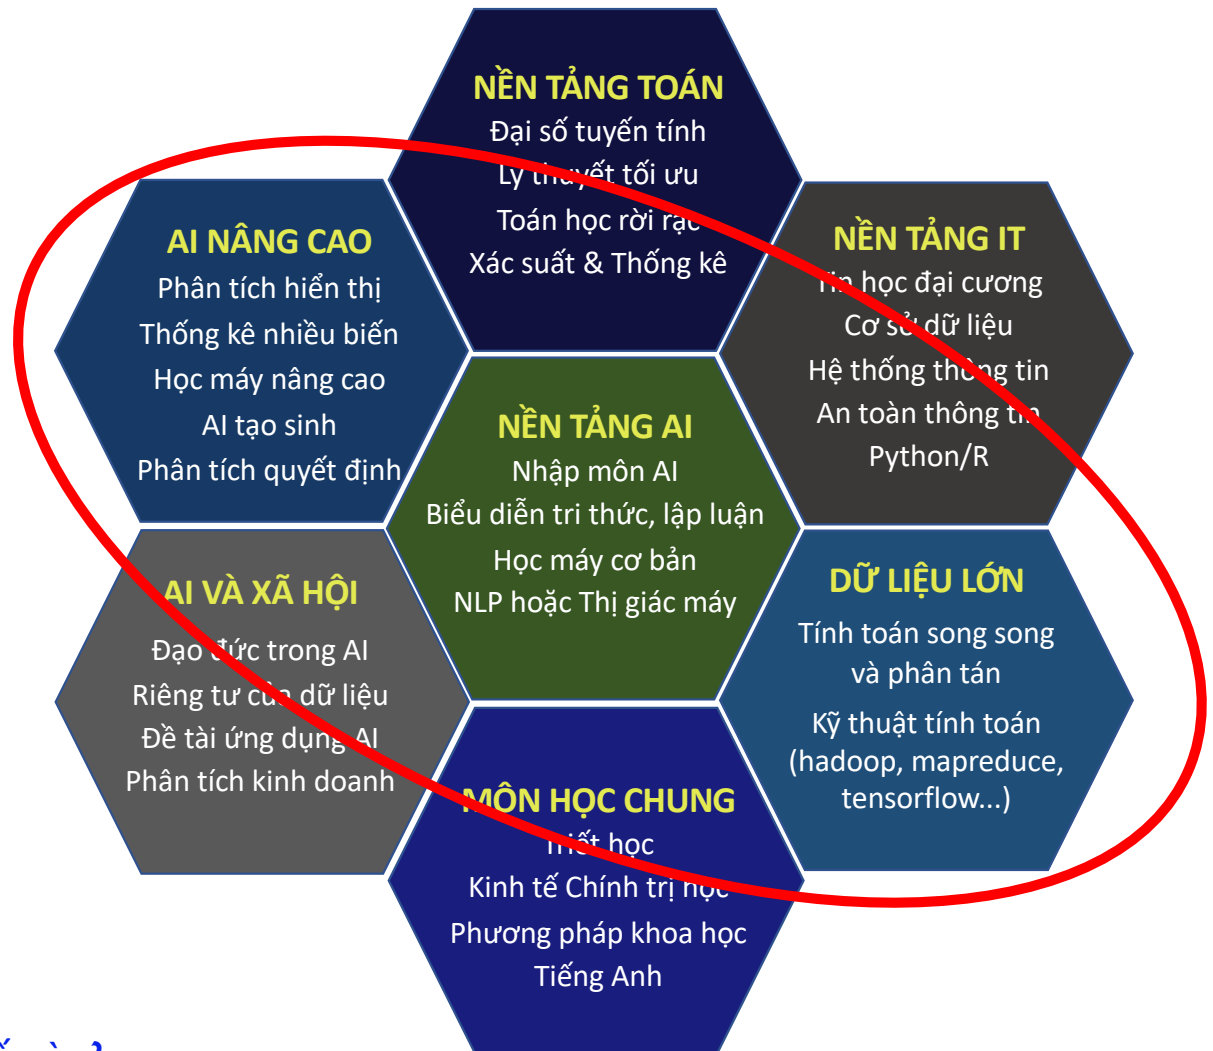 NỀN TẢNG TOÁN
Đại số tuyến tính
Lý thuyết tối ưu
Toán học rời rạc
Xác suất & Thống kê
AI NÂNG CAO
Phân tích hiển thị
Thống kê nhiều biến
Học máy nâng cao
AI tạo sinh
Phân tích quyết định
NỀN TẢNG IT
Tin học đại cương
Cơ sở dữ liệu
Hệ thống thông tin
An toàn thông tin
Python/R
NỀN TẢNG AI
Nhập môn AI
Biểu diễn tri thức, lập luận
Học máy cơ bản
NLP hoặc Thị giác máy
AI VÀ XÃ HỘI
Đạo đức trong AI
Riêng tư của dữ liệu
Đề tài ứng dụng AI
Phân tích kinh doanh
DỮ LIỆU LỚN
Tính toán song song
và phân tán
Kỹ thuật tính toán
(hadoop, mapreduce,
tensorflow...)
MÔN HỌC CHUNG
Triết học
Kinh tế Chính trị học
Phương pháp khoa học
Tiếng Anh